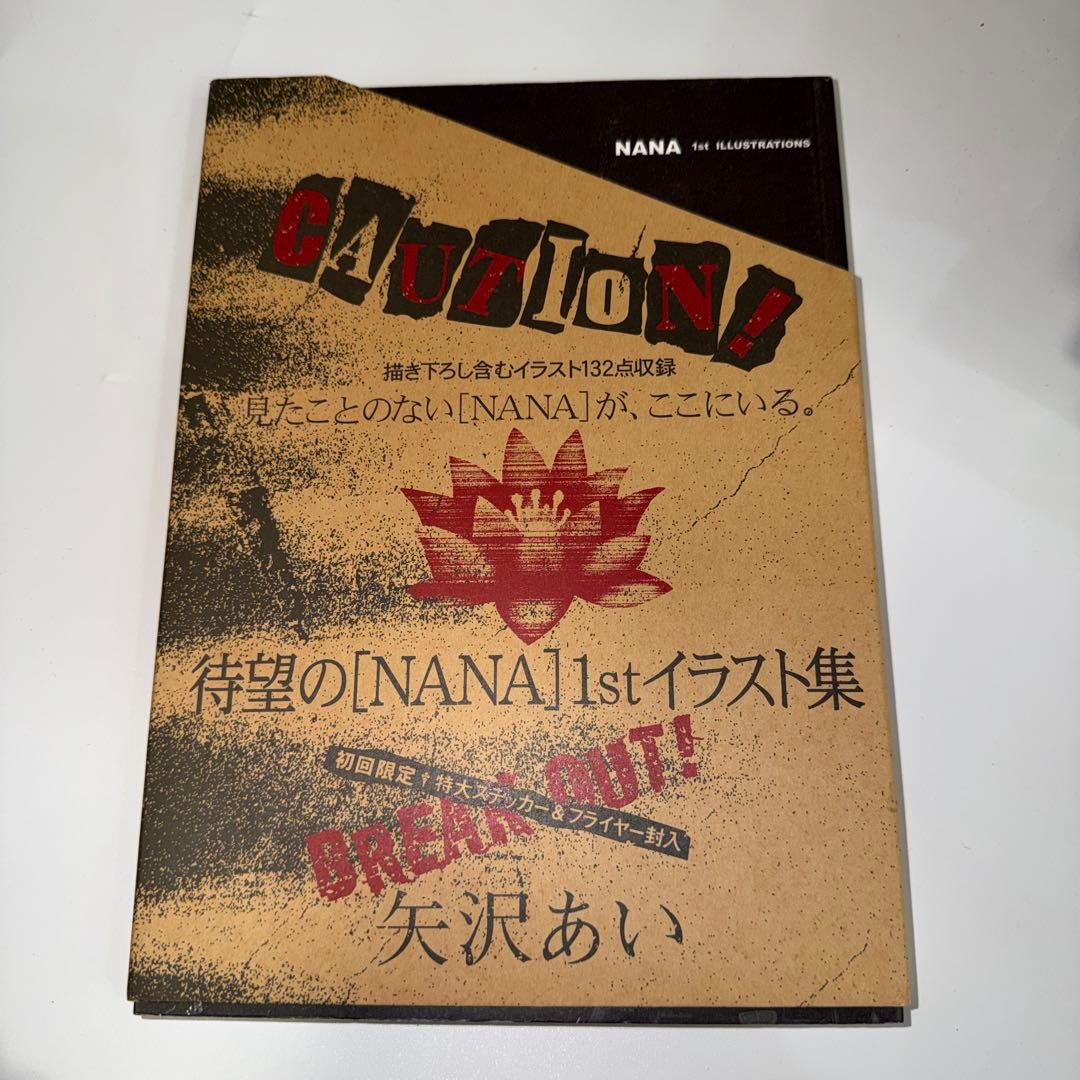 NANA 1st ILLUSTRATIONS
CAUTION!
描き下ろし含むイラスト132点収録
見たことのない[NANA]が、ここにいる。
待望の[NANA]1stイラスト集
BREAK OUT!
初回限定↑特大ステッカー&フライヤー封入
矢沢あい